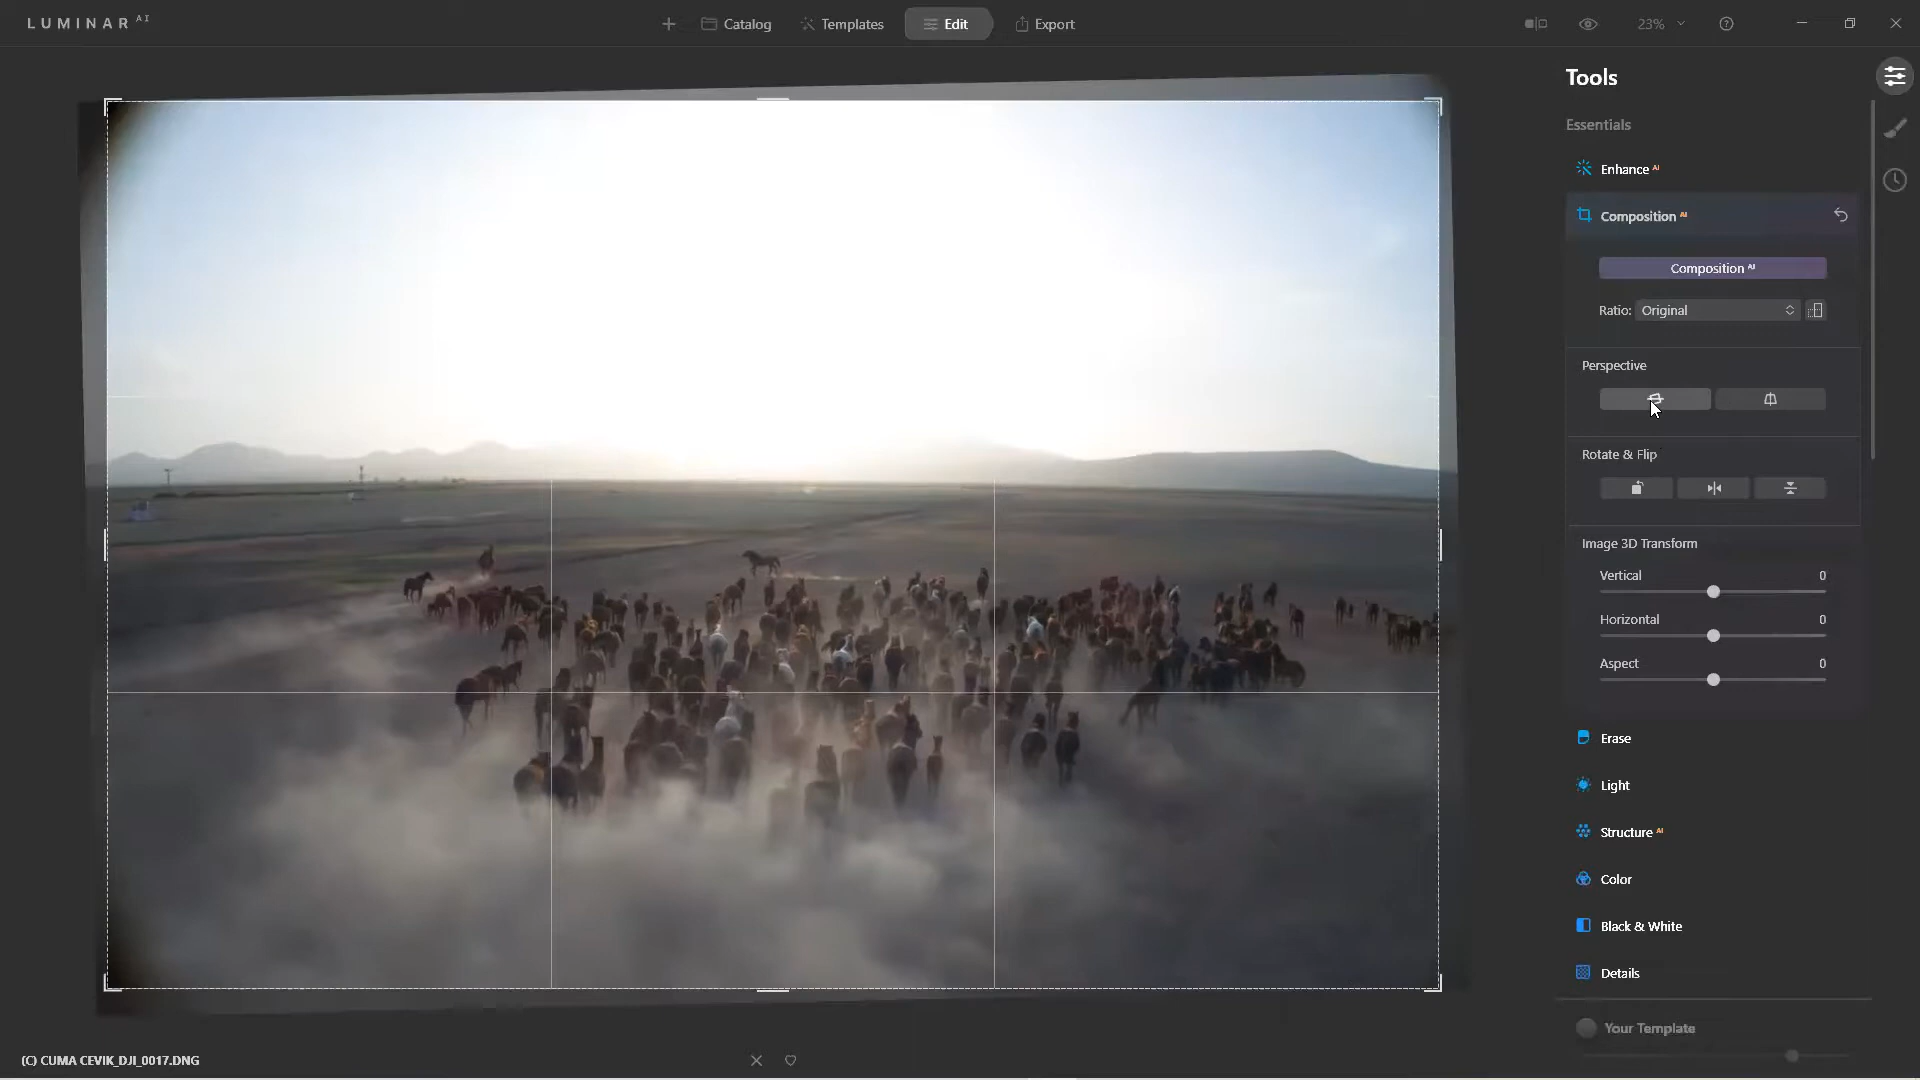 LUMINAR AI
Catalog
Templates
Edit
Export
23%
Tools
Essentials
Enhance AI
Composition AI
Composition AI
Ratio: Original
Perspective
Rotate & Flip
Image 3D Transform
Vertical 0
Horizontal 0
Aspect 0
Erase
Light
Structure AI
Color
Black & White
Details
Your Template
(C) CUMA CEVIK_DJI_0017.DNG